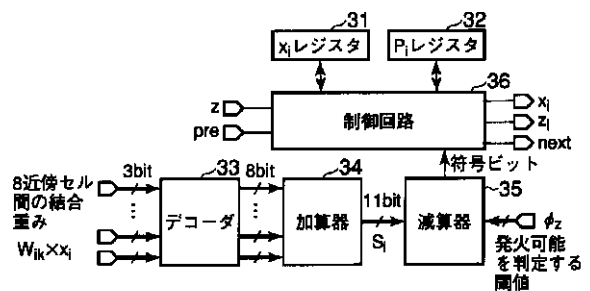 31
32
xiレジスタ
Piレジスタ
36
z
pre
制御回路
xi
zi
next
符号ビット
8近傍セル
間の結合
重み
Wik×xi
3bit
33
8bit
34
11bit
35
デコーダ
加算器
Si
減算器
φz
発火可能
を判定する
閾値